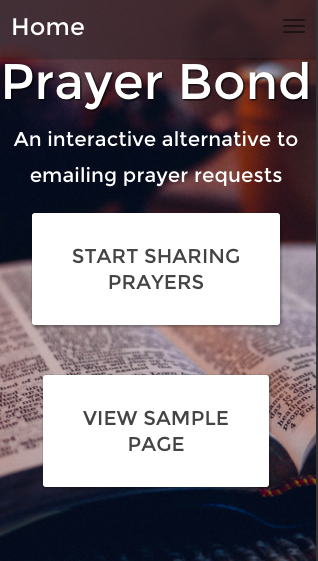 Home
Prayer Bond
An interactive alternative to
emailing prayer requests
START SHARING
PRAYERS
VIEW SAMPLE
PAGE